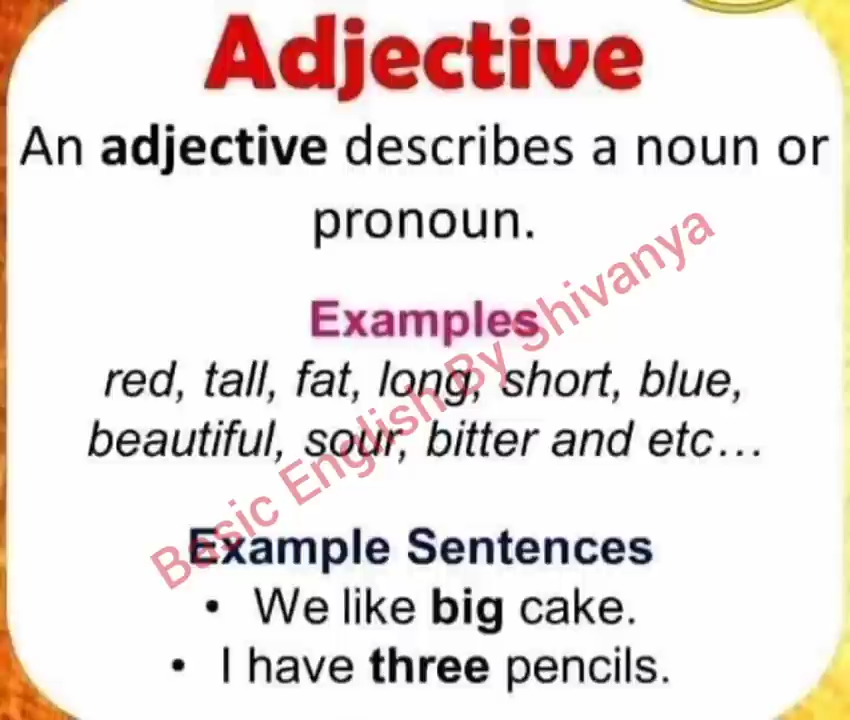 Adjective
An adjective describes a noun or
pronoun.
Examples
red, tall, fat, long, short, blue,
beautiful, sour, bitter and etc...
Example Sentences
• We like big cake.
• I have three pencils.
Basic English By Shivanya